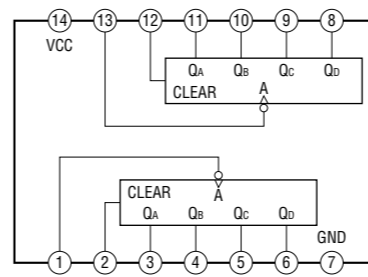 14 13 12 11 10 9 8
VCC
QA QB QC QD
CLEAR A
CLEAR A
QA QB QC QD
GND
1 2 3 4 5 6 7